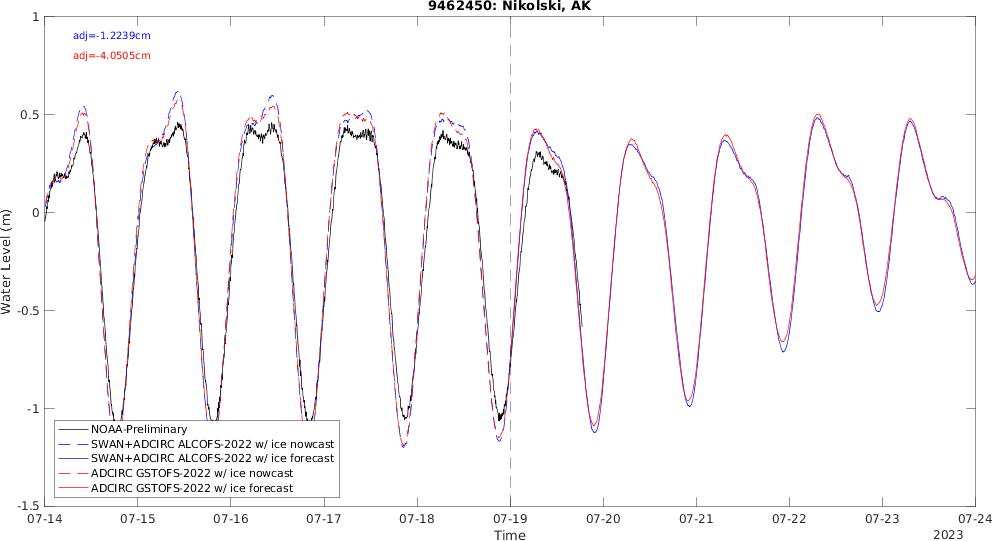 9462450: Nikolski, AK
adj=-1.2239cm
adj=-4.0505cm
Water Level (m)
1
0.5
0
-0.5
-1
-1.5
NOAA-Preliminary
SWAN+ADCIRC ALCOFS-2022 w/ ice nowcast
SWAN+ADCIRC ALCOFS-2022 w/ ice forecast
ADCIRC GSTOFS-2022 w/ ice nowcast
ADCIRC GSTOFS-2022 w/ ice forecast
07-14 07-15 07-16 07-17 07-18 07-19 07-20 07-21 07-22 07-23 07-24
Time
2023